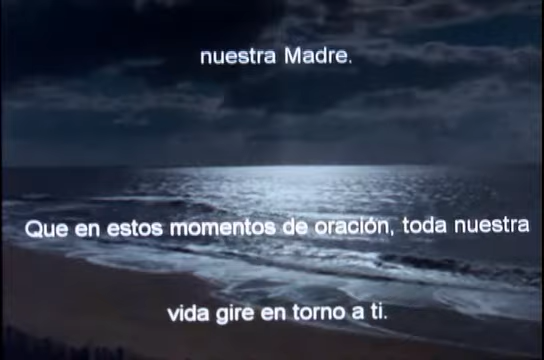 nuestra Madre.
Que en estos momentos de oración, toda nuestra
vida gire en torno a ti.